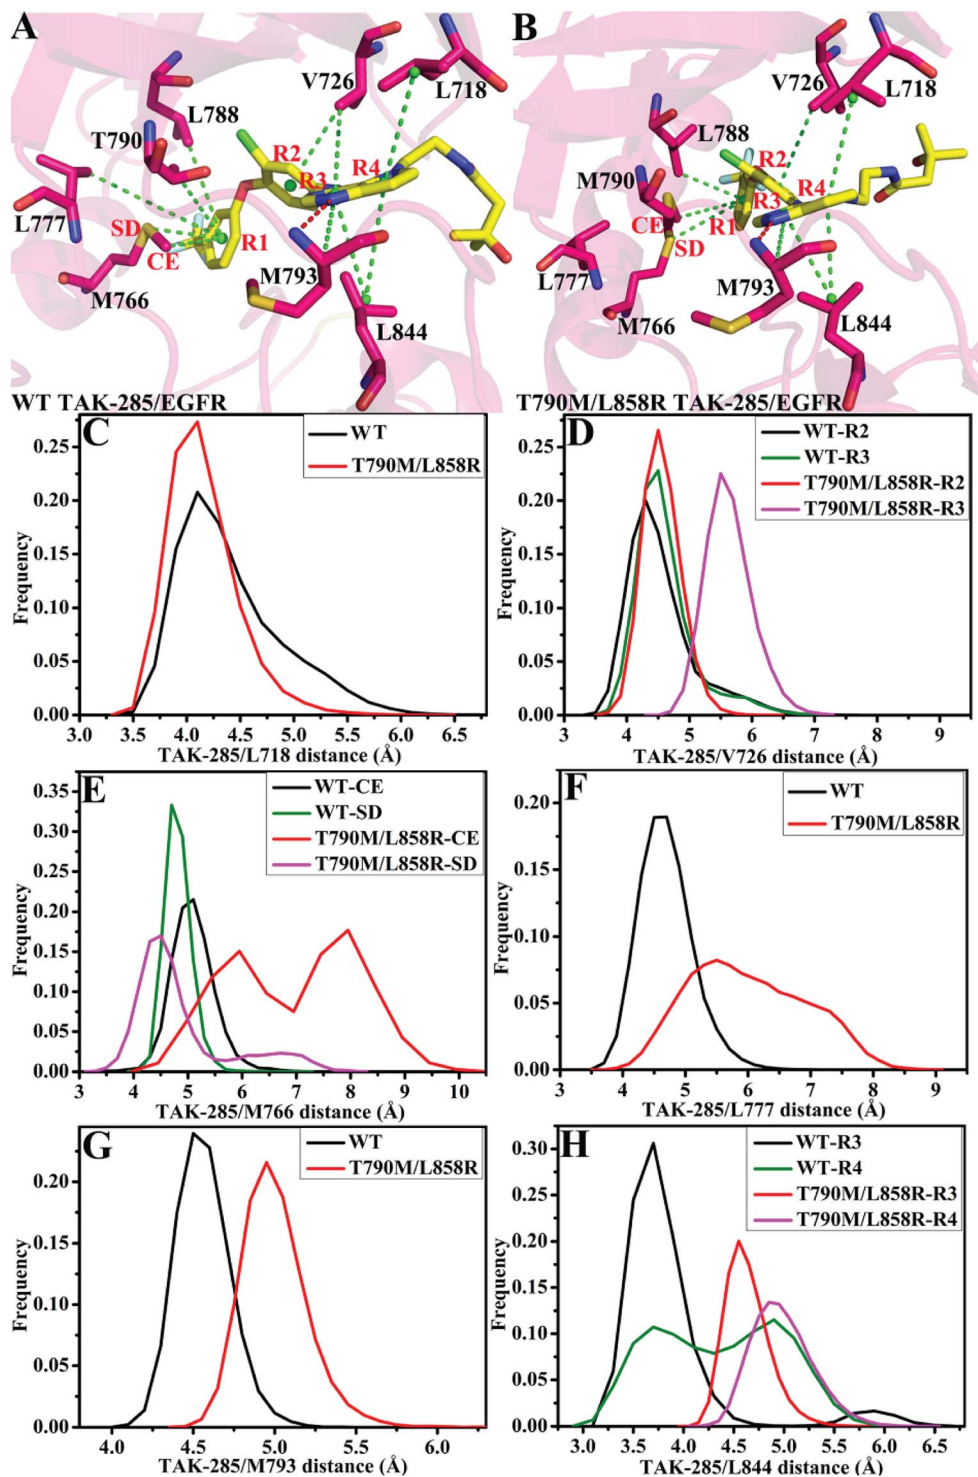 A
V726
L718
L788
T790
R2
R4
R3
L777
SD
CE
R1
M766
M793
L844
WT TAK-285/EGFR
B
V726
L718
L788
M790
R2
R4
R3
CE
R1
SD
L777
M793
M766
L844
T790M/L858R TAK-285/EGFR
C
WT
T790M/L858R
Frequency
0.25
0.20
0.15
0.10
0.05
0.00
3.0 3.5 4.0 4.5 5.0 5.5 6.0 6.5
TAK-285/L718 distance (Å)
D
WT-R2
WT-R3
T790M/L858R-R2
T790M/L858R-R3
Frequency
0.25
0.20
0.15
0.10
0.05
0.00
3 4 5 6 7 8 9
TAK-285/V726 distance (Å)
E
WT-CE
WT-SD
T790M/L858R-CE
T790M/L858R-SD
Frequency
0.35
0.30
0.25
0.20
0.15
0.10
0.05
0.00
3 4 5 6 7 8 9 10
TAK-285/M766 distance (Å)
F
WT
T790M/L858R
Frequency
0.20
0.15
0.10
0.05
0.00
3 4 5 6 7 8 9
TAK-285/L777 distance (Å)
G
WT
T790M/L858R
Frequency
0.20
0.15
0.10
0.05
0.00
4.0 4.5 5.0 5.5 6.0
TAK-285/M793 distance (Å)
H
WT-R3
WT-R4
T790M/L858R-R3
T790M/L858R-R4
Frequency
0.30
0.25
0.20
0.15
0.10
0.05
0.00
3.0 3.5 4.0 4.5 5.0 5.5 6.0 6.5
TAK-285/L844 distance (Å)